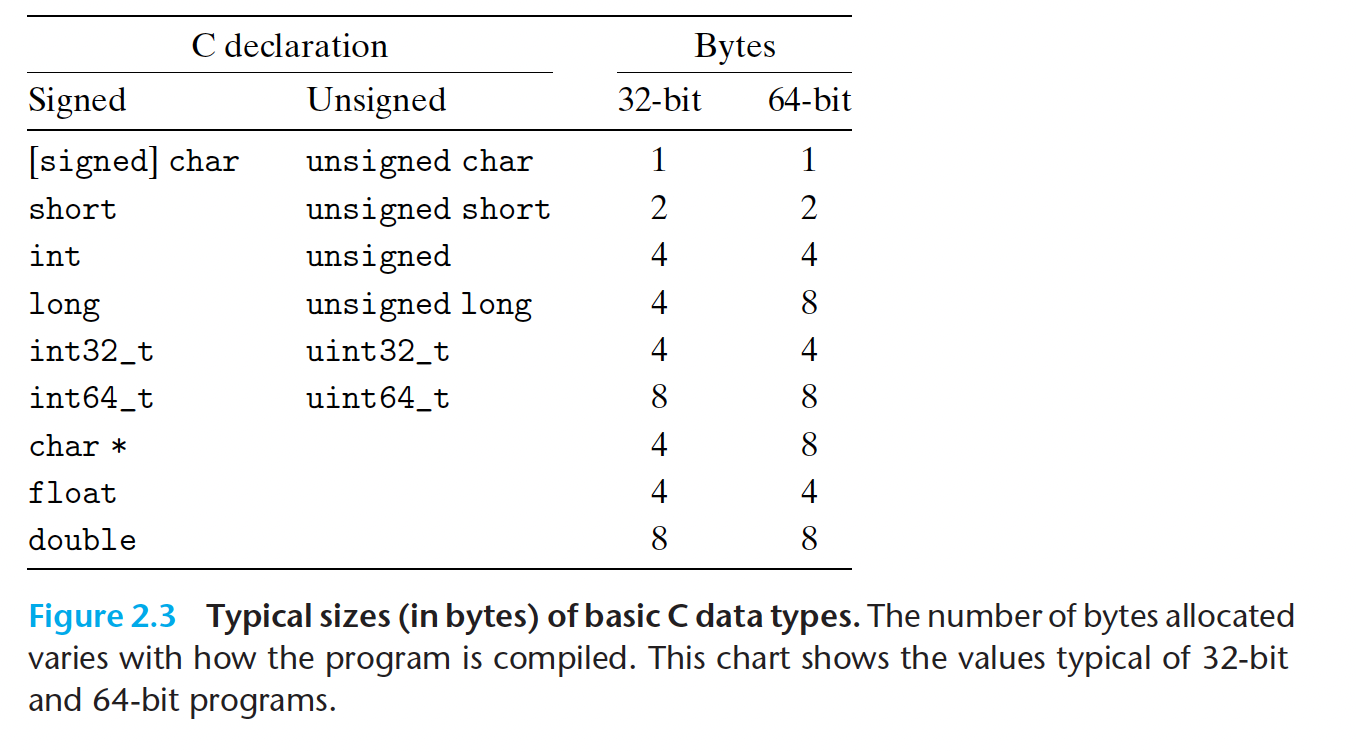 C declaration Bytes
Signed Unsigned 32-bit 64-bit
[signed] char unsigned char 1 1
short unsigned short 2 2
int unsigned 4 4
long unsigned long 4 8
int32_t uint32_t 4 4
int64_t uint64_t 8 8
char * 4 8
float 4 4
double 8 8
Figure 2.3 Typical sizes (in bytes) of basic C data types. The number of bytes allocated
varies with how the program is compiled. This chart shows the values typical of 32-bit
and 64-bit programs.